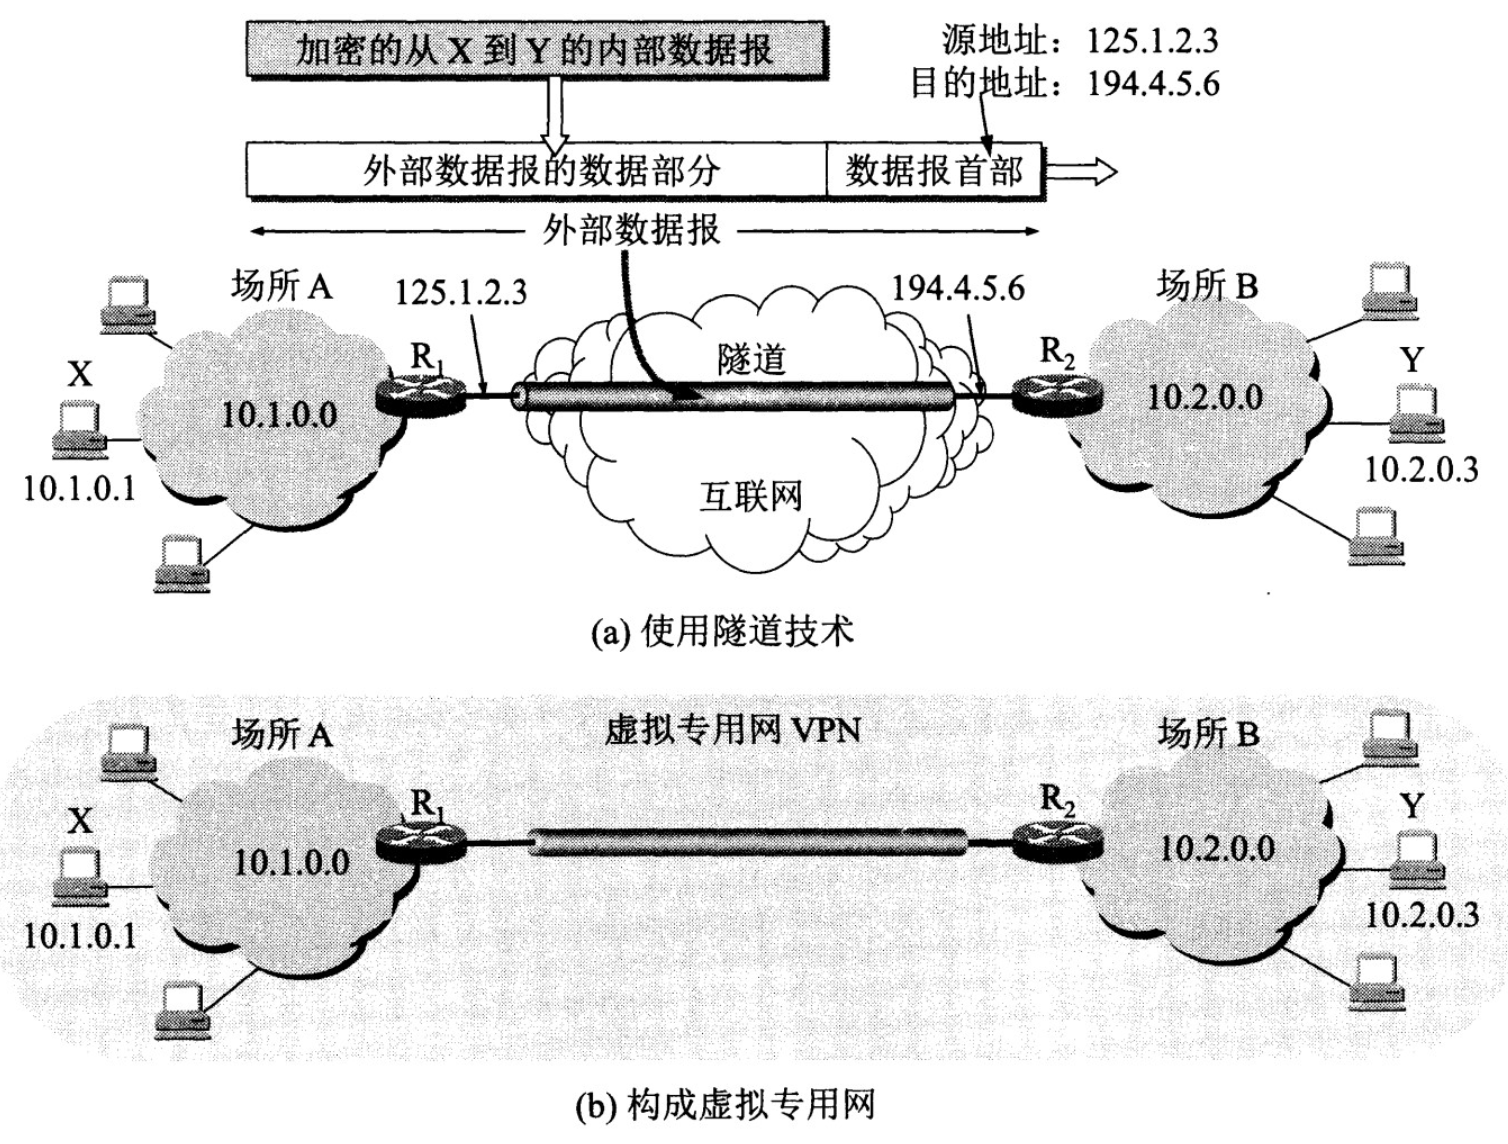 加密的从 X 到 Y 的内部数据报
源地址：125.1.2.3
目的地址：194.4.5.6
外部数据报的数据部分
数据报首部
外部数据报
场所 A
125.1.2.3
194.4.5.6
场所 B
X
R1
隧道
R2
Y
10.1.0.0
10.2.0.0
10.1.0.1
互联网
10.2.0.3
(a) 使用隧道技术
场所 A
虚拟专用网 VPN
场所 B
X
R1
R2
Y
10.1.0.0
10.2.0.0
10.1.0.1
10.2.0.3
(b) 构成虚拟专用网